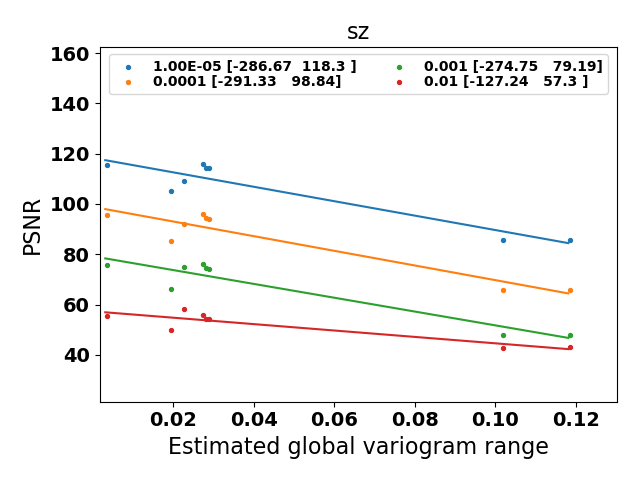 sz
1.00E-05 [-286.67  118.3 ]
0.0001 [-291.33   98.84]
0.001 [-274.75   79.19]
0.01 [-127.24   57.3 ]
160
140
120
100
80
60
40
PSNR
0.02 0.04 0.06 0.08 0.10 0.12
Estimated global variogram range